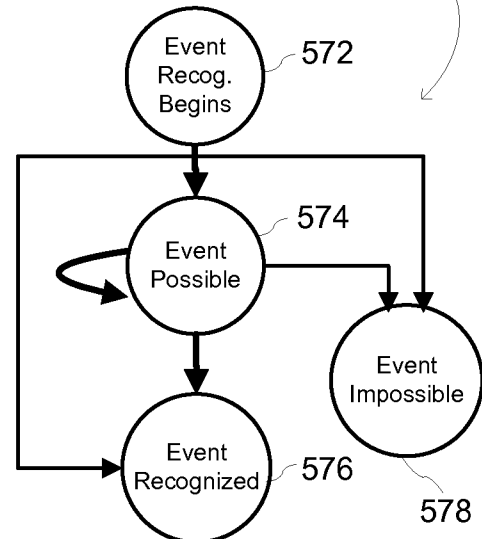 Event
Recog.
Begins
572
574
Event
Possible
Event
Impossible
Event
Recognized
576
578